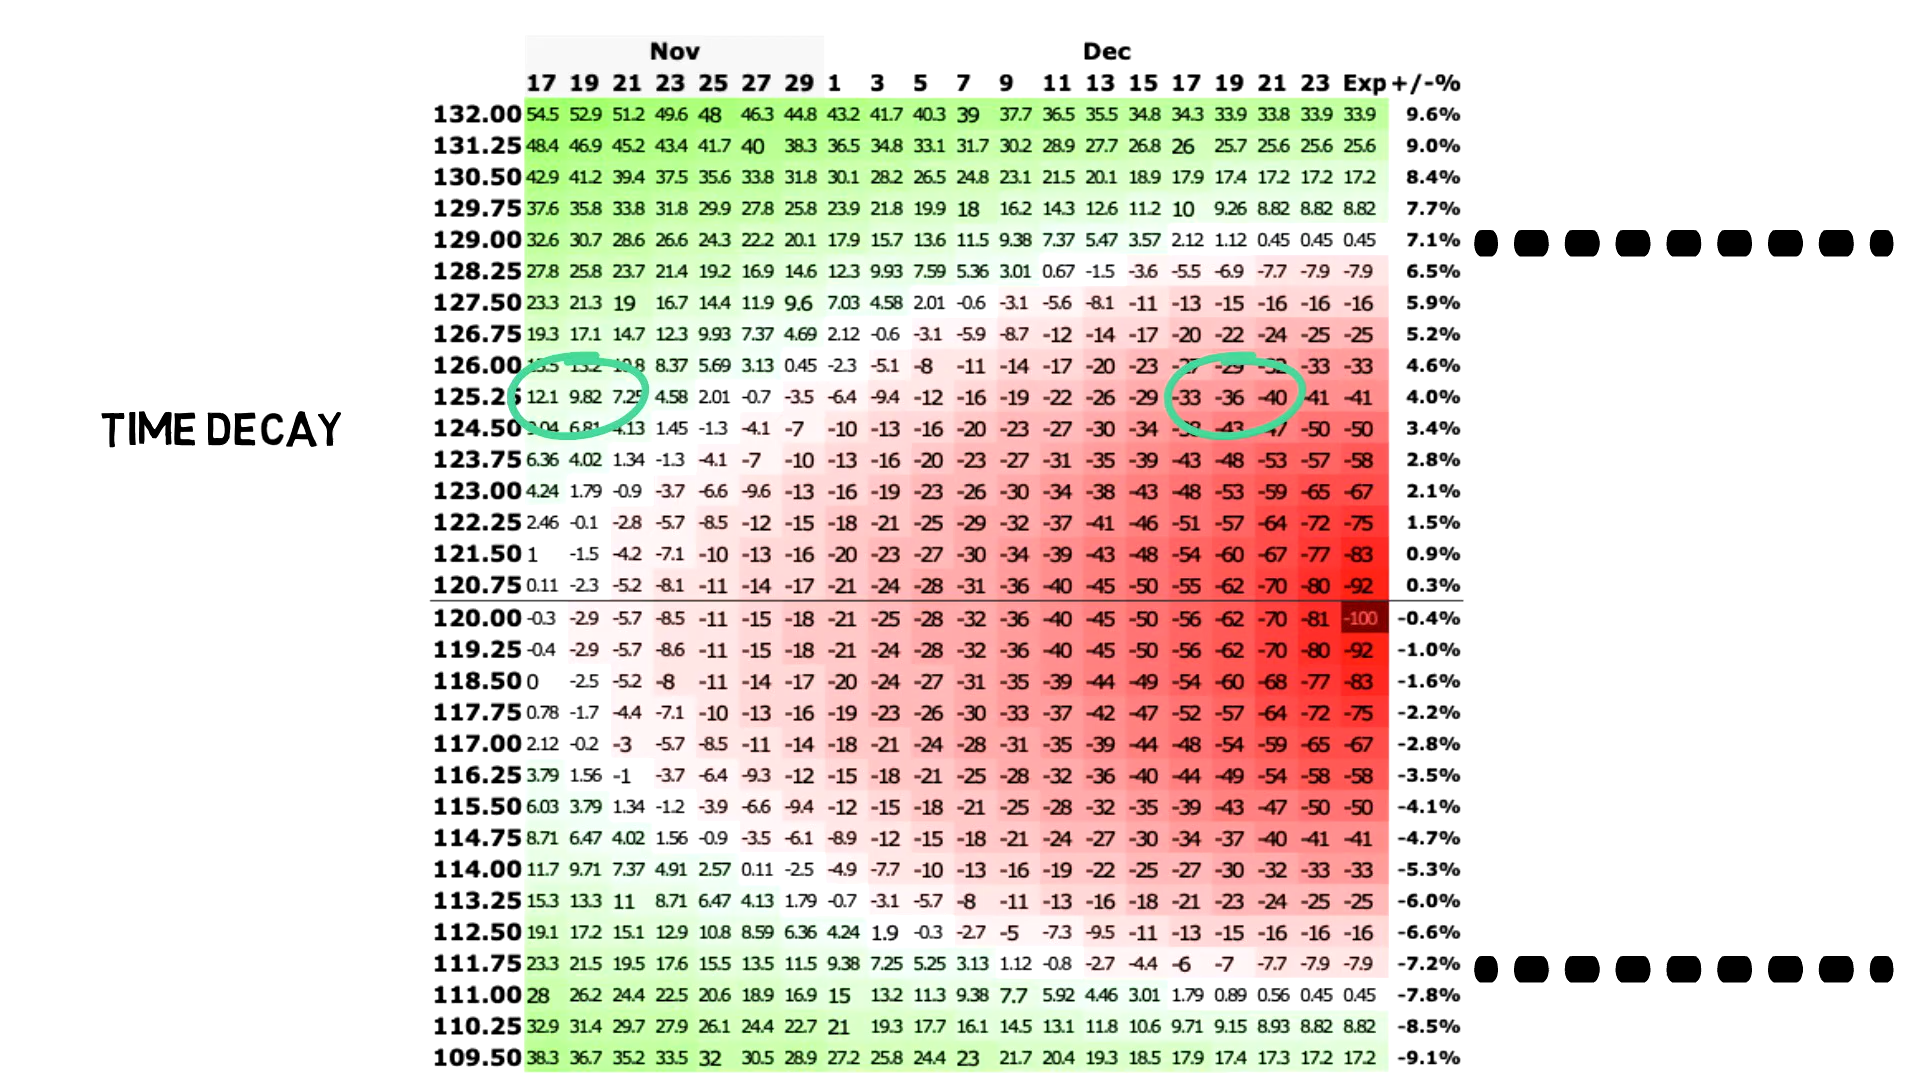 Nov Dec
17 19 21 23 25 27 29 1 3 5 7 9 11 13 15 17 19 21 23 Exp +/-%
132.00 54.5 52.9 51.2 49.6 48 46.3 44.8 43.2 41.7 40.3 39 37.7 36.5 35.5 34.8 34.3 33.9 33.8 33.9 33.9 9.6%
131.25 48.4 46.9 45.2 43.4 41.7 40 38.3 36.5 34.8 33.1 31.7 30.2 28.9 27.7 26.8 26 25.7 25.6 25.6 25.6 9.0%
130.50 42.9 41.2 39.4 37.5 35.6 33.8 31.8 30.1 28.2 26.5 24.8 23.1 21.5 20.1 18.9 17.9 17.4 17.2 17.2 17.2 8.4%
129.75 37.6 35.8 33.8 31.8 29.9 27.8 25.8 23.9 21.8 19.9 18 16.2 14.3 12.6 11.2 10 9.26 8.82 8.82 8.82 7.7%
129.00 32.6 30.7 28.6 26.6 24.3 22.2 20.1 17.9 15.7 13.6 11.5 9.38 7.37 5.47 3.57 2.12 1.12 0.45 0.45 0.45 7.1%
128.25 27.8 25.8 23.7 21.4 19.2 16.9 14.6 12.3 9.93 7.59 5.36 3.01 0.67 -1.5 -3.6 -5.5 -6.9 -7.7 -7.9 -7.9 6.5%
127.50 23.3 21.3 19 16.7 14.4 11.9 9.6 7.03 4.58 2.01 -0.6 -3.1 -5.6 -8.1 -11 -13 -15 -16 -16 -16 5.9%
126.75 19.3 17.1 14.7 12.3 9.93 7.37 4.69 2.12 -0.6 -3.1 -5.9 -8.7 -12 -14 -17 -20 -22 -24 -25 -25 5.2%
126.00 8.37 5.69 3.13 0.45 -2.3 -5.1 -8 -11 -14 -17 -20 -23 -29 -33 -33 4.6%
125.25 12.1 9.82 7.25 4.58 2.01 -0.7 -3.5 -6.4 -9.4 -12 -16 -19 -22 -26 -29 -33 -36 -40 -41 -41 4.0%
TIME DECAY
124.50 6.81 4.13 1.45 -1.3 -4.1 -7 -10 -13 -16 -20 -23 -27 -30 -34 -43 -47 -50 -50 3.4%
123.75 6.36 4.02 1.34 -1.3 -4.1 -7 -10 -13 -16 -20 -23 -27 -31 -35 -39 -43 -48 -53 -57 -58 2.8%
123.00 4.24 1.79 -0.9 -3.7 -6.6 -9.6 -13 -16 -19 -23 -26 -30 -34 -38 -43 -48 -53 -59 -65 -67 2.1%
122.25 2.46 -0.1 -2.8 -5.7 -8.5 -12 -15 -18 -21 -25 -29 -32 -37 -41 -46 -51 -57 -64 -72 -75 1.5%
121.50 1 -1.5 -4.2 -7.1 -10 -13 -16 -20 -23 -27 -30 -34 -39 -43 -48 -54 -60 -67 -77 -83 0.9%
120.75 0.11 -2.3 -5.2 -8.1 -11 -14 -17 -21 -24 -28 -31 -36 -40 -45 -50 -55 -62 -70 -80 -92 0.3%
120.00 -0.3 -2.9 -5.7 -8.5 -11 -15 -18 -21 -25 -28 -32 -36 -40 -45 -50 -56 -62 -70 -81 -100 -0.4%
119.25 -0.4 -2.9 -5.7 -8.6 -11 -15 -18 -21 -24 -28 -32 -36 -40 -45 -50 -56 -62 -70 -80 -92 -1.0%
118.50 0 -2.5 -5.2 -8 -11 -14 -17 -20 -24 -27 -31 -35 -39 -44 -49 -54 -60 -68 -77 -83 -1.6%
117.75 0.78 -1.7 -4.4 -7.1 -10 -13 -16 -19 -23 -26 -30 -33 -37 -42 -47 -52 -57 -64 -72 -75 -2.2%
117.00 2.12 -0.2 -3 -5.7 -8.5 -11 -14 -18 -21 -24 -28 -31 -35 -39 -44 -48 -54 -59 -65 -67 -2.8%
116.25 3.79 1.56 -1 -3.7 -6.4 -9.3 -12 -15 -18 -21 -25 -28 -32 -36 -40 -44 -49 -54 -58 -58 -3.5%
115.50 6.03 3.79 1.34 -1.2 -3.9 -6.6 -9.4 -12 -15 -18 -21 -25 -28 -32 -35 -39 -43 -47 -50 -50 -4.1%
114.75 8.71 6.47 4.02 1.56 -0.9 -3.5 -6.1 -8.9 -12 -15 -18 -21 -24 -27 -30 -34 -37 -40 -41 -41 -4.7%
114.00 11.7 9.71 7.37 4.91 2.57 0.11 -2.5 -4.9 -7.7 -10 -13 -16 -19 -22 -25 -27 -30 -32 -33 -33 -5.3%
113.25 15.3 13.3 11 8.71 6.47 4.13 1.79 -0.7 -3.1 -5.7 -8 -11 -13 -16 -18 -21 -23 -24 -25 -25 -6.0%
112.50 19.1 17.2 15.1 12.9 10.8 8.59 6.36 4.24 1.9 -0.3 -2.7 -5 -7.3 -9.5 -11 -13 -15 -16 -16 -16 -6.6%
111.75 23.3 21.5 19.5 17.6 15.5 13.5 11.5 9.38 7.25 5.25 3.13 1.12 -0.8 -2.7 -4.4 -6 -7 -7.7 -7.9 -7.9 -7.2%
111.00 28 26.2 24.4 22.5 20.6 18.9 16.9 15 13.2 11.3 9.38 7.7 5.92 4.46 3.01 1.79 0.89 0.56 0.45 0.45 -7.8%
110.25 32.9 31.4 29.7 27.9 26.1 24.4 22.7 21 19.3 17.7 16.1 14.5 13.1 11.8 10.6 9.71 9.15 8.93 8.82 8.82 -8.5%
109.50 38.3 36.7 35.2 33.5 32 30.5 28.9 27.2 25.8 24.4 23 21.7 20.4 19.3 18.5 17.9 17.4 17.3 17.2 17.2 -9.1%